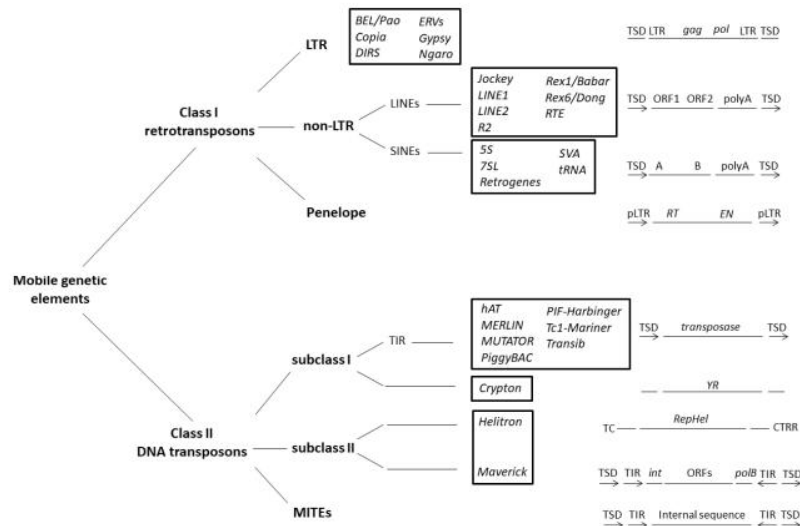 BEL/Pao ERVs
Copia Gypsy
DIRS Ngaro
LTR
TSD LTR gag pol LTR TSD
Class I
retrotransposons
non-LTR
LINEs
Jockey Rex1/Babar
LINE1 Rex6/Dong
LINE2 RTE
R2
TSD ORF1 ORF2 polyA TSD
SINEs
5S SVA
7SL tRNA
Retrogenes
TSD A B polyA TSD
Penelope
pLTR RT EN pLTR
Mobile genetic
elements
subclass I
TIR
hAT PIF-Harbinger
MERLIN Tc1-Mariner
MUTATOR Transib
PiggyBAC
TSD transposase TSD
Crypton
YR
Class II
DNA transposons
subclass II
Helitron
TC RepHel CTRR
Maverick
TSD TIR int ORFs polB TIR TSD
MITEs
TSD TIR Internal sequence TIR TSD